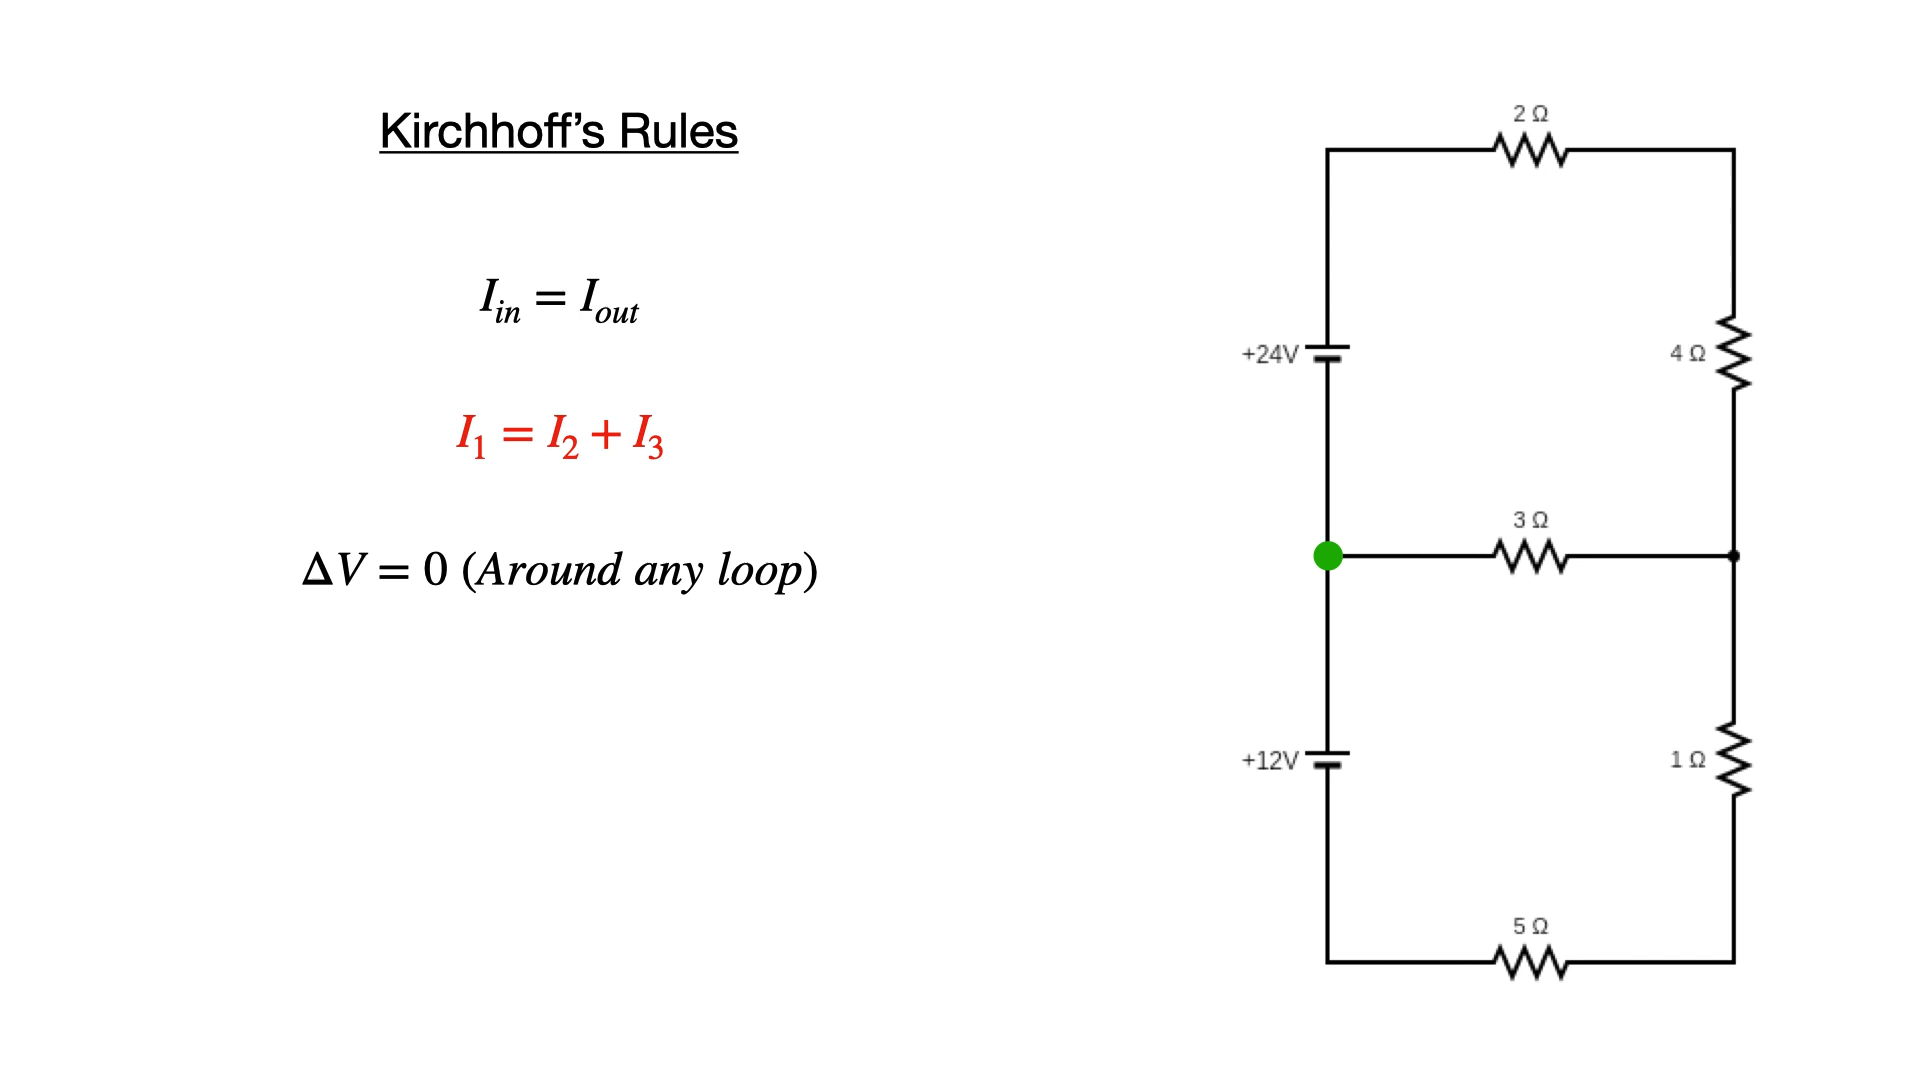 Kirchhoff’s Rules
I_in = I_out
I_1 = I_2 + I_3
ΔV = 0 (Around any loop)
2 Ω
+24V
4 Ω
3 Ω
+12V
1 Ω
5 Ω